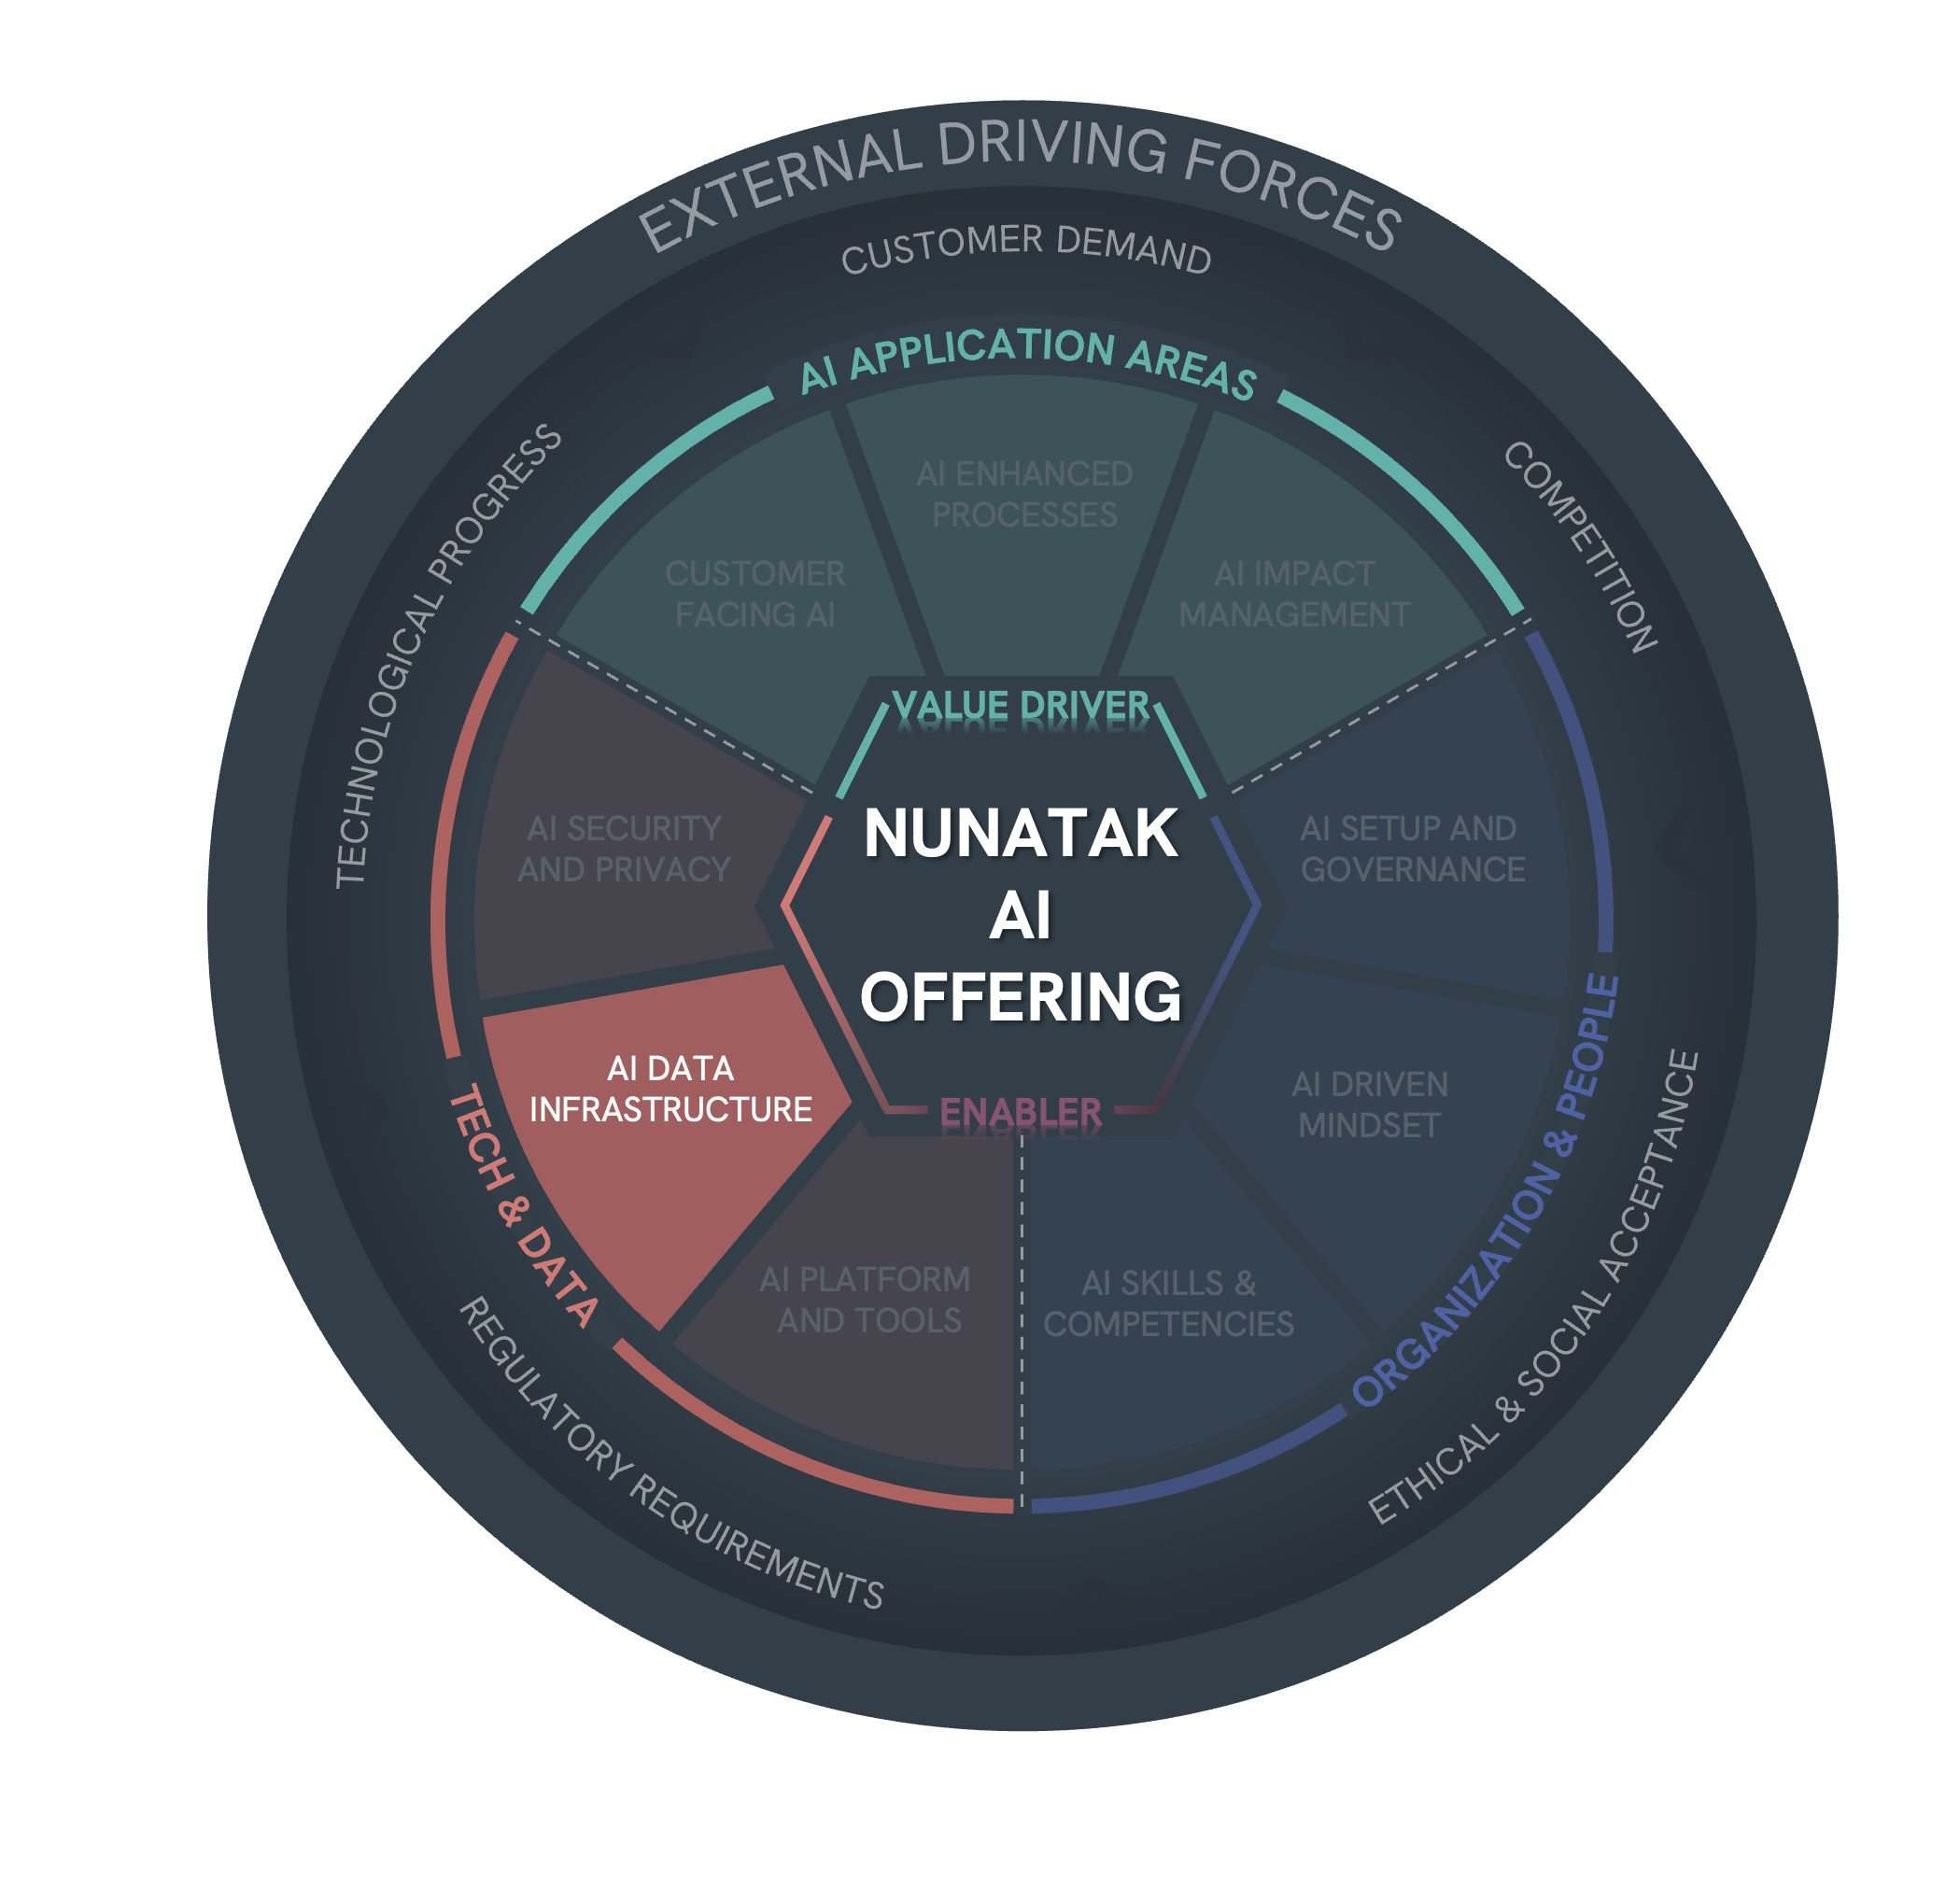 EXTERNAL DRIVING FORCES
CUSTOMER DEMAND
AI APPLICATION AREAS
TECHNOLOGICAL PROGRESS
COMPETITION
AI ENHANCED
PROCESSES
CUSTOMER
FACING AI
AI IMPACT
MANAGEMENT
VALUE DRIVER
NUNATAK
AI
OFFERING
ENABLER
AI SECURITY
AND PRIVACY
AI SETUP AND
GOVERNANCE
AI DATA
INFRASTRUCTURE
AI DRIVEN
MINDSET
AI PLATFORM
AND TOOLS
AI SKILLS &
COMPETENCIES
TECH & DATA
ORGANIZATION & PEOPLE
REGULATORY REQUIREMENTS
ETHICAL & SOCIAL ACCEPTANCE